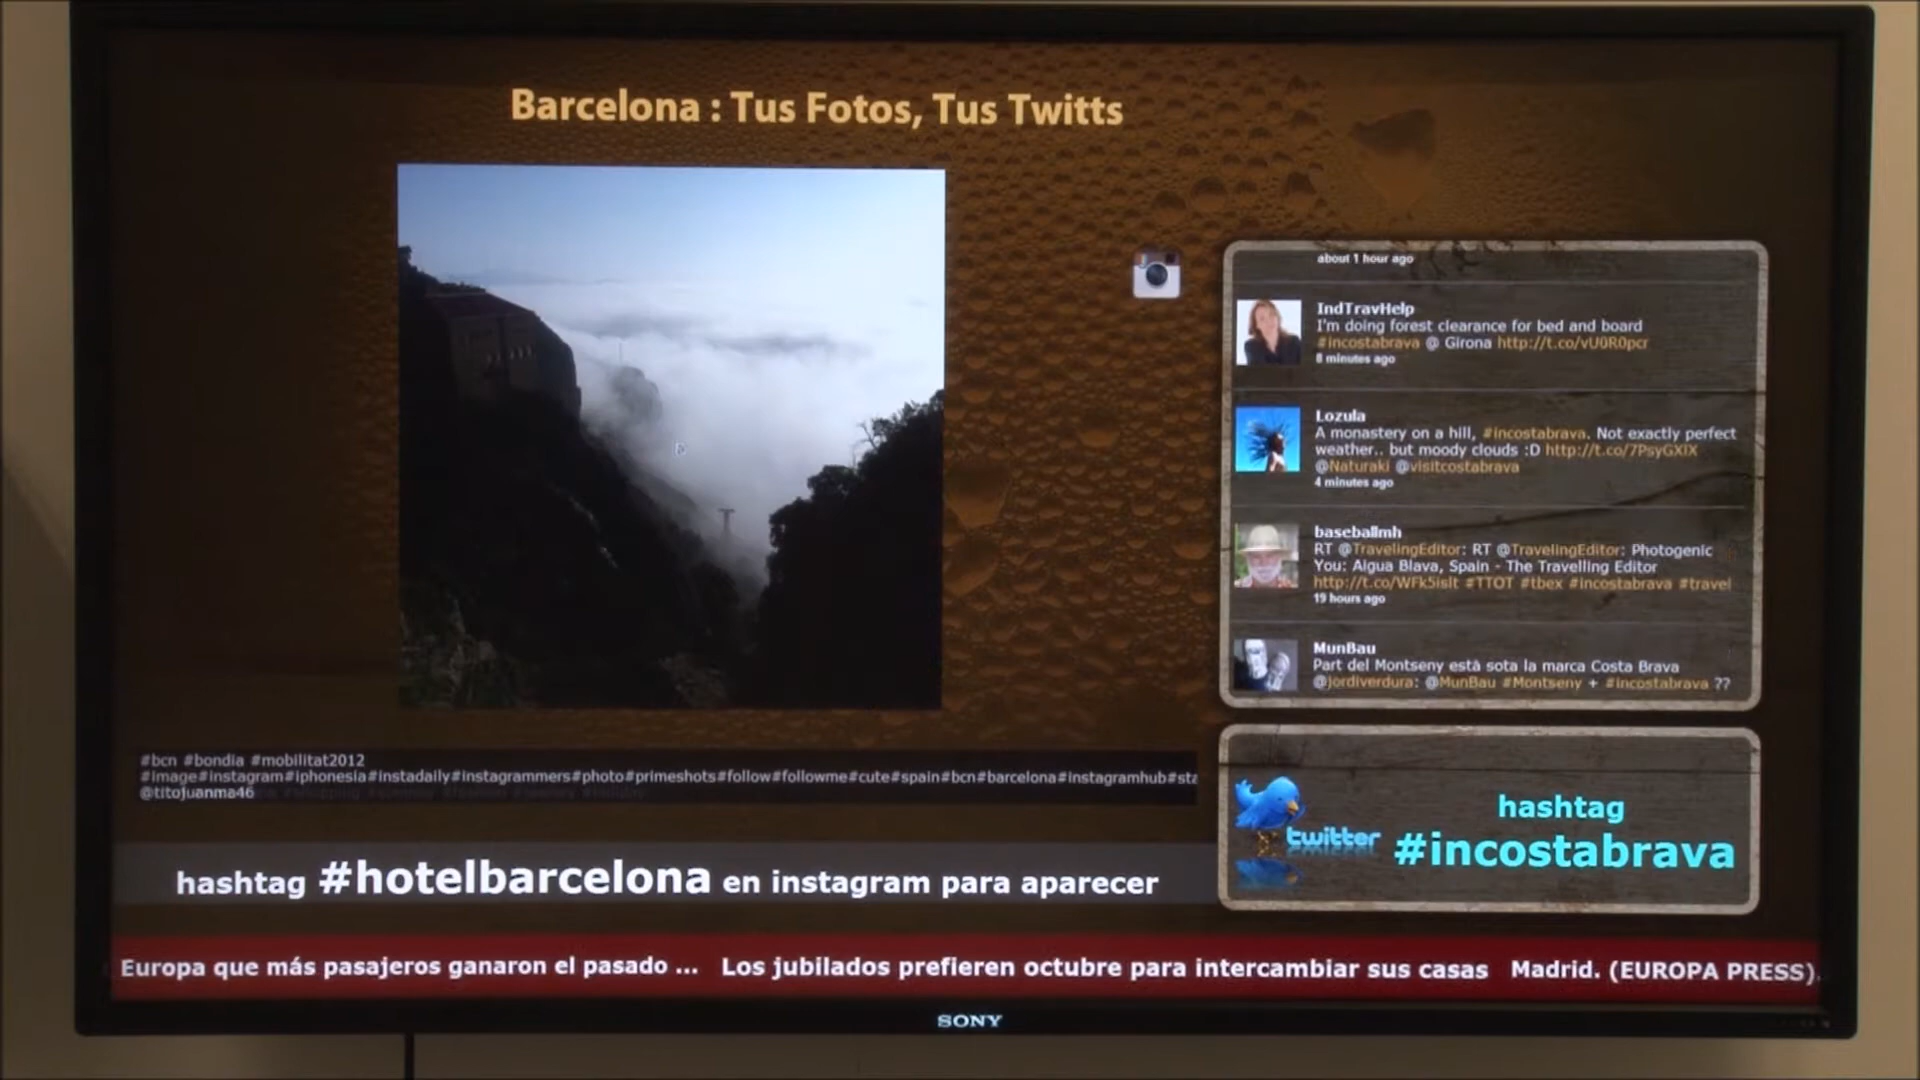 Barcelona : Tus Fotos, Tus Twitts
about 1 hour ago
IndTravHelp
I'm doing forest clearance for bed and board
#incostabrava @ Girona http://t.co/vU0R0pcr
8 minutes ago
Lozula
A monastery on a hill, #incostabrava. Not exactly perfect
weather.. but moody clouds :D http://t.co/7PsyGXlX
@Naturaki @visitcostabrava
4 minutes ago
baseballmh
RT @TravelingEditor: RT @TravelingEditor: Photogenic
You: Aigua Blava, Spain - The Travelling Editor
http://t.co/WFk5islt #TTOT #tbex #incostabrava #travel
19 hours ago
MunBau
Part del Montseny està sota la marca Costa Brava
@jordiverdura: @MunBau #Montseny + #incostabrava ??
#bcn #bondia #mobilitat2012
#image#instagram#iphonesia#instadaily#instagrammers#photo#primeshots#follow#followme#cute#spain#bcn#barcelona#instagramhub#sta
@titojuanma46
hashtag #hotelbarcelona en instagram para aparecer
twitter
hashtag
#incostabrava
Europa que más pasajeros ganaron el pasado ... Los jubilados prefieren octubre para intercambiar sus casas Madrid. (EUROPA PRESS).
SONY